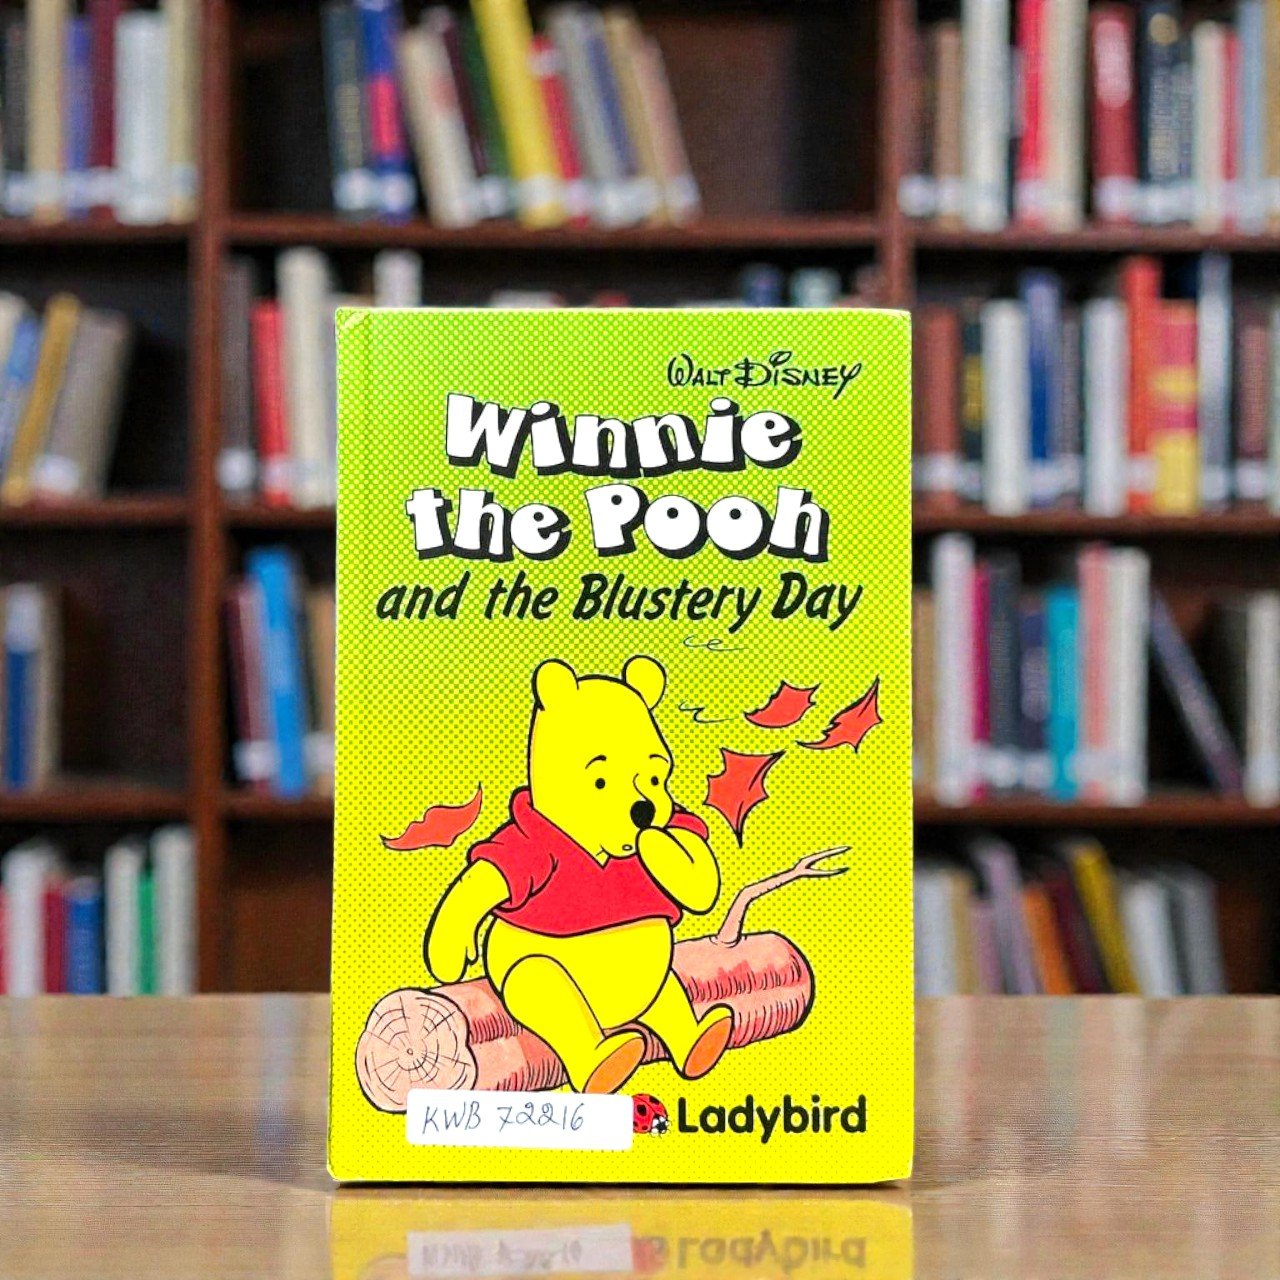 WALT DISNEY
Winnie
the Pooh
and the Blustery Day
KWB 72216
Ladybird